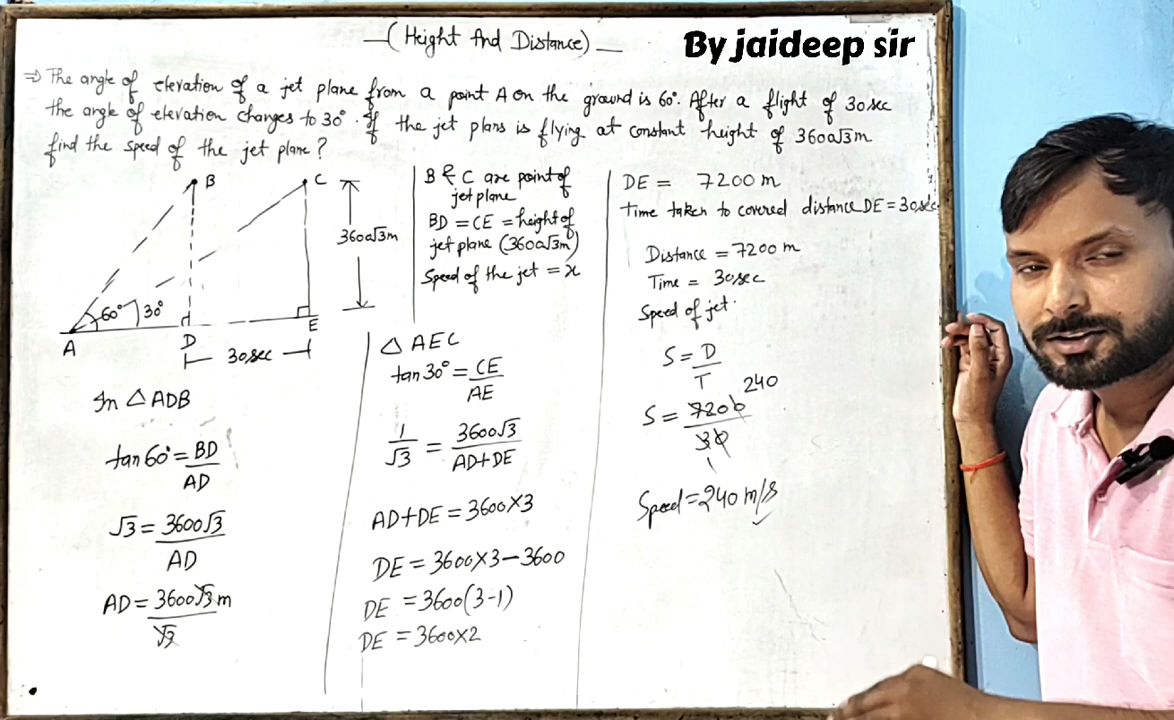 (Height And Distance)
By jaideep sir
⇒ The angle of elevation of a jet plane from a point A on the ground is 60°. After a flight of 30sec
the angle of elevation changes to 30°. If the jet plans is flying at constant height of 3600√3m
find the speed of the jet plane?
B
C
3600√3m
60°
30°
A
D
E
30sec
In △ ADB
tan60° = BD/AD
√3 = 3600√3/AD
AD = 3600√3m/√3
B & C are point of
jet plane
BD = CE = height of
jet plane (3600√3m)
Speed of the jet = x
△ AEC
tan30° = CE/AE
1/√3 = 3600√3/AD+DE
AD+DE = 3600×3
DE = 3600×3-3600
DE = 3600(3-1)
DE = 3600×2
DE = 7200 m
Time taken to covered distance DE = 30sec
Distance = 7200 m
Time = 30sec
Speed of jet.
S = D/T
240
S = 7200/30
1
Speed = 240 m/s